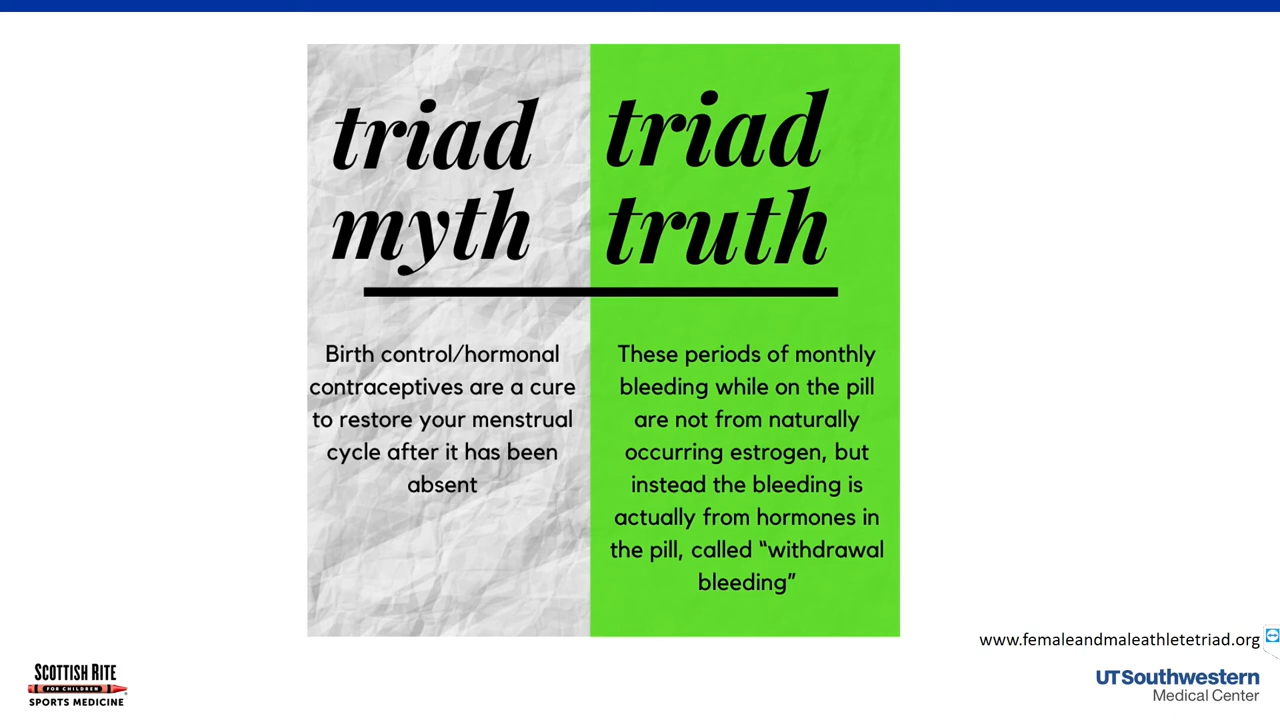 triad
myth
Birth control/hormonal
contraceptives are a cure
to restore your menstrual
cycle after it has been
absent
triad
truth
These periods of monthly
bleeding while on the pill
are not from naturally
occurring estrogen, but
instead the bleeding is
actually from hormones in
the pill, called “withdrawal
bleeding”
www.femaleandmaleathletetriad.org
SCOTTISH RITE
FOR CHILDREN
SPORTS MEDICINE
UT Southwestern
Medical Center